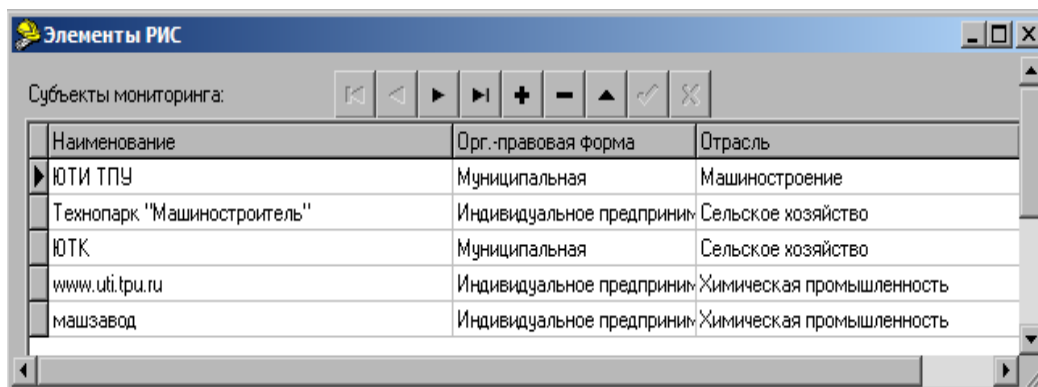 Элементы РИС
Субъекты мониторинга:
Наименование Орг.-правовая форма Отрасль
ЮТИ ТПУ Муниципальная Машиностроение
Технопарк "Машиностроитель" Индивидуальное предприним Сельское хозяйство
ЮТК Муниципальная Сельское хозяйство
www.uti.tpu.ru Индивидуальное предприним Химическая промышленность
машзавод Индивидуальное предприним Химическая промышленность